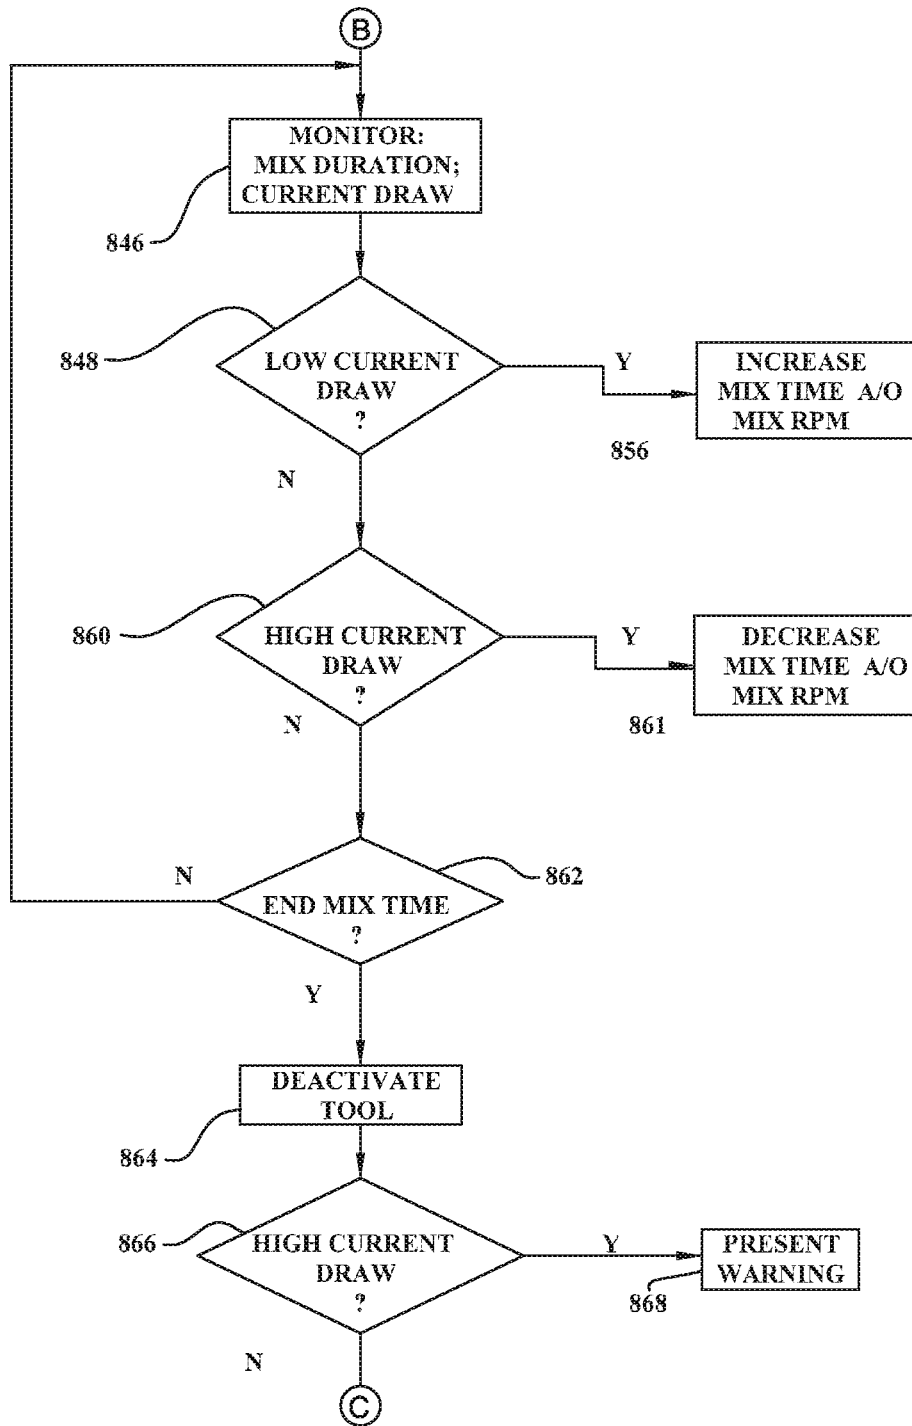 B
MONITOR:
MIX DURATION;
CURRENT DRAW
846
848
LOW CURRENT
DRAW
?
Y
INCREASE
MIX TIME A/O
MIX RPM
856
N
860
HIGH CURRENT
DRAW
?
Y
DECREASE
MIX TIME A/O
MIX RPM
861
N
862
N
END MIX TIME
?
Y
DEACTIVATE
TOOL
864
866
HIGH CURRENT
DRAW
?
Y
PRESENT
WARNING
868
N
C